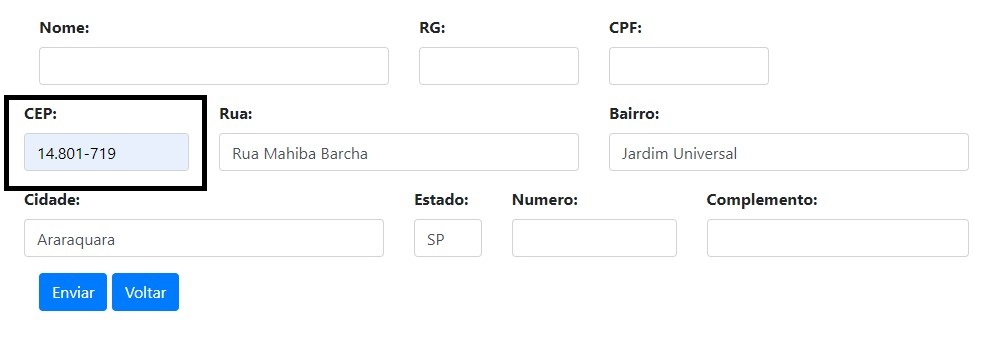 Nome: RG: CPF:
CEP: Rua: Bairro:
14.801-719 Rua Mahiba Barcha Jardim Universal
Cidade: Estado: Numero: Complemento:
Araraquara SP
Enviar Voltar